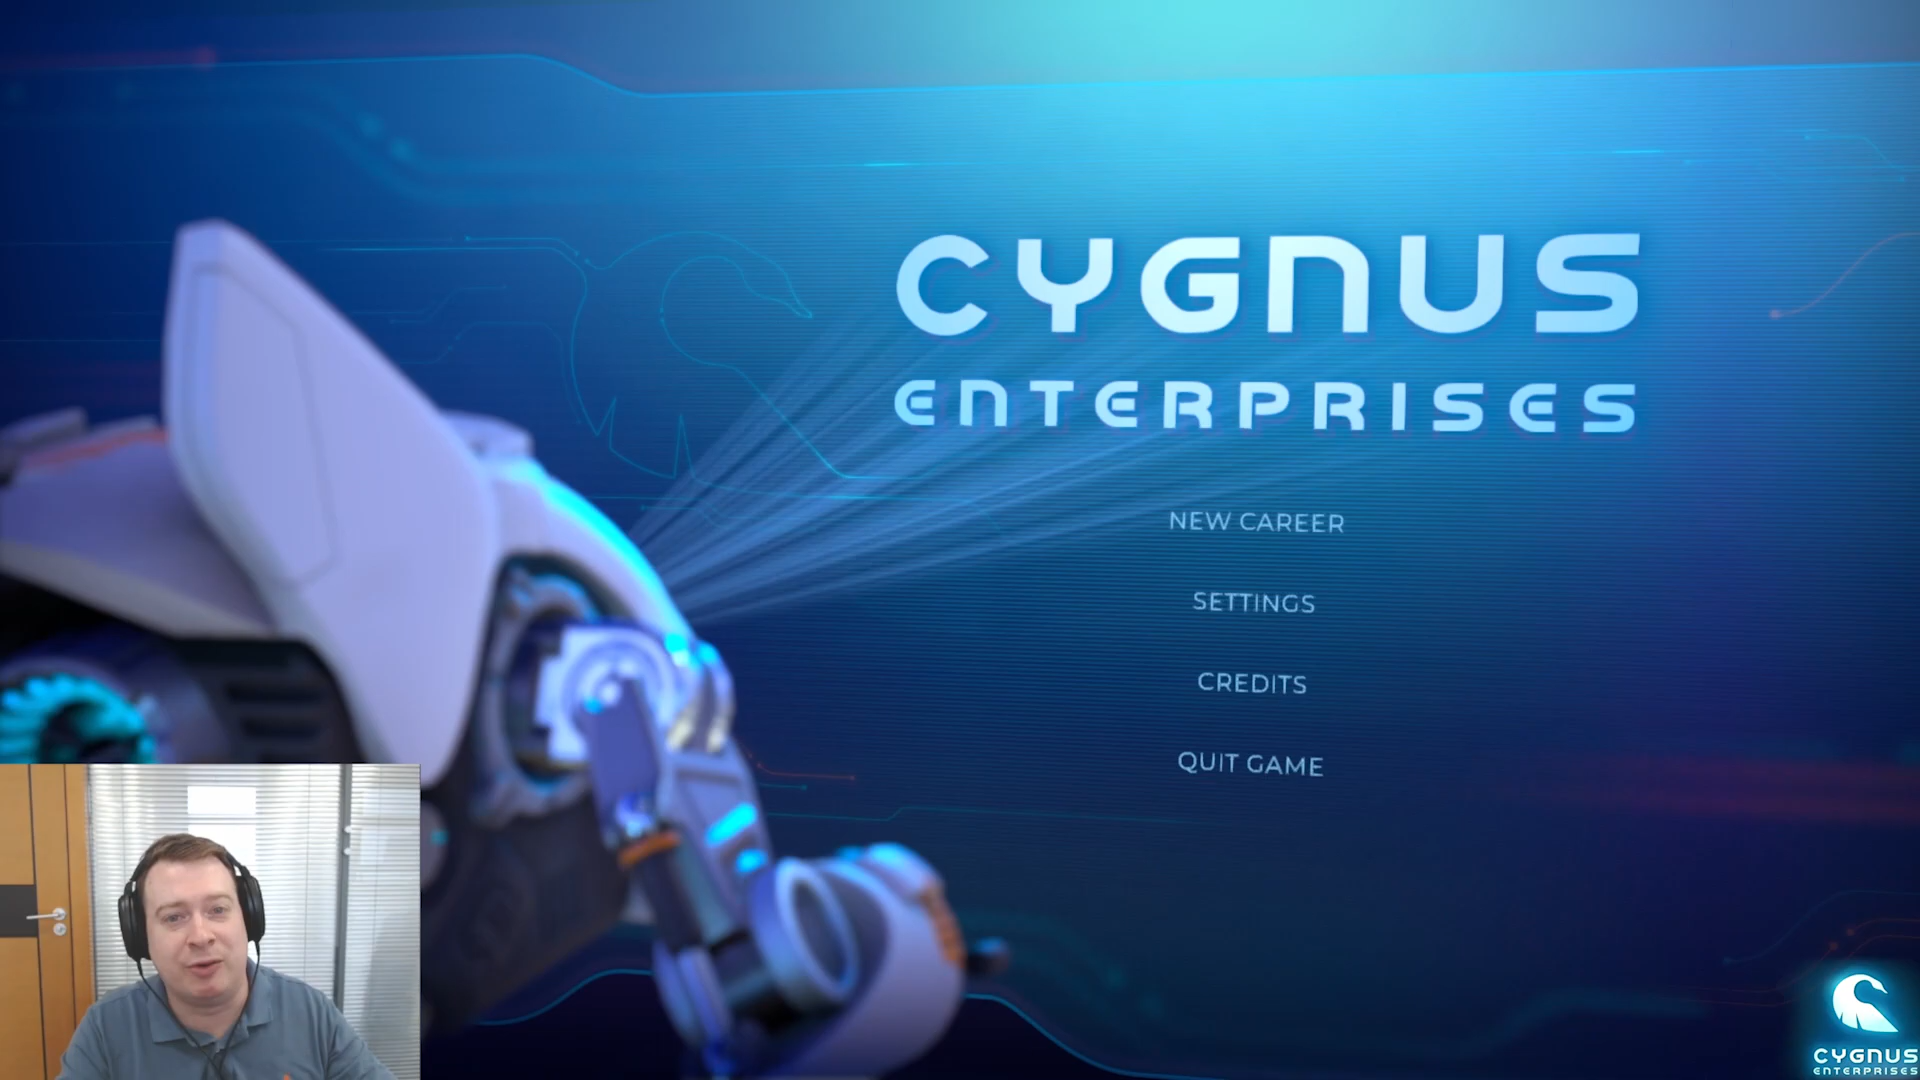 CYGNUS
ENTERPRISES
NEW CAREER
SETTINGS
CREDITS
QUIT GAME
CYGNUS
ENTERPRISES